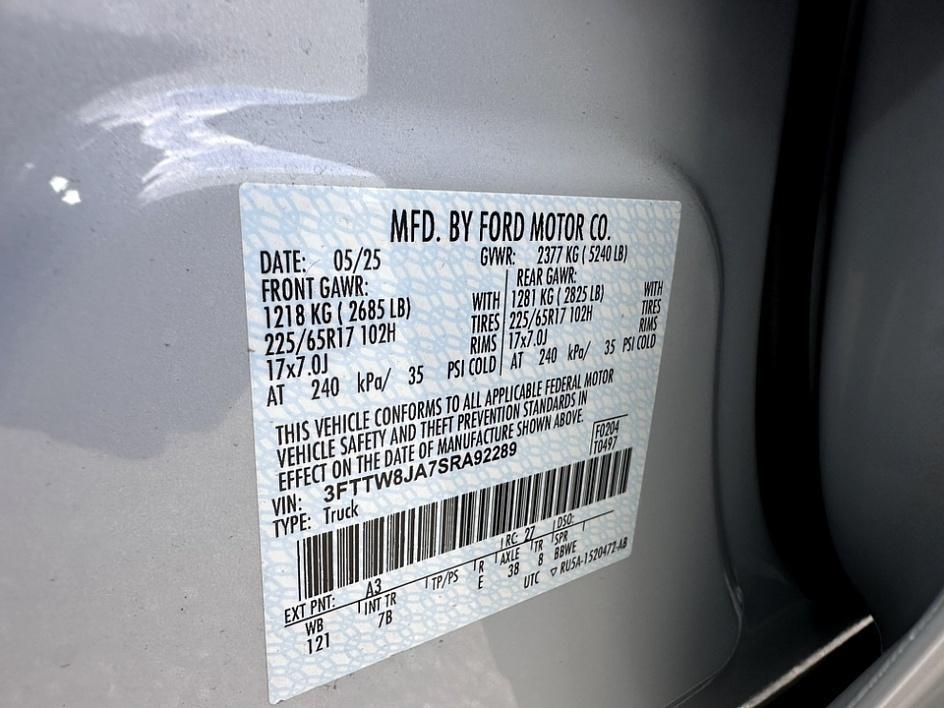 MFD. BY FORD MOTOR CO.
DATE: 05/25 GVWR: 2377 KG ( 5240 LB)
FRONT GAWR: REAR GAWR:
1218 KG ( 2685 LB) WITH 1281 KG ( 2825 LB) WITH
225/65R17 102H TIRES 225/65R17 102H TIRES
17x7.0J RIMS 17x7.0J RIMS
AT 240 kPa/ 35 PSI COLD AT 240 kPa/ 35 PSI COLD
THIS VEHICLE CONFORMS TO ALL APPLICABLE FEDERAL MOTOR
VEHICLE SAFETY AND THEFT PREVENTION STANDARDS IN
EFFECT ON THE DATE OF MANUFACTURE SHOWN ABOVE.
F0204
T0497
VIN: 3FTTW8JA7SRA92289
TYPE: Truck
EXT PNT: A3 RC: 27 DSO:
WB INT TR TP/PS R AXLE TR SPR
121 7B E 38 8 BBWE
UTC ▽ RU5A-1520472-AB